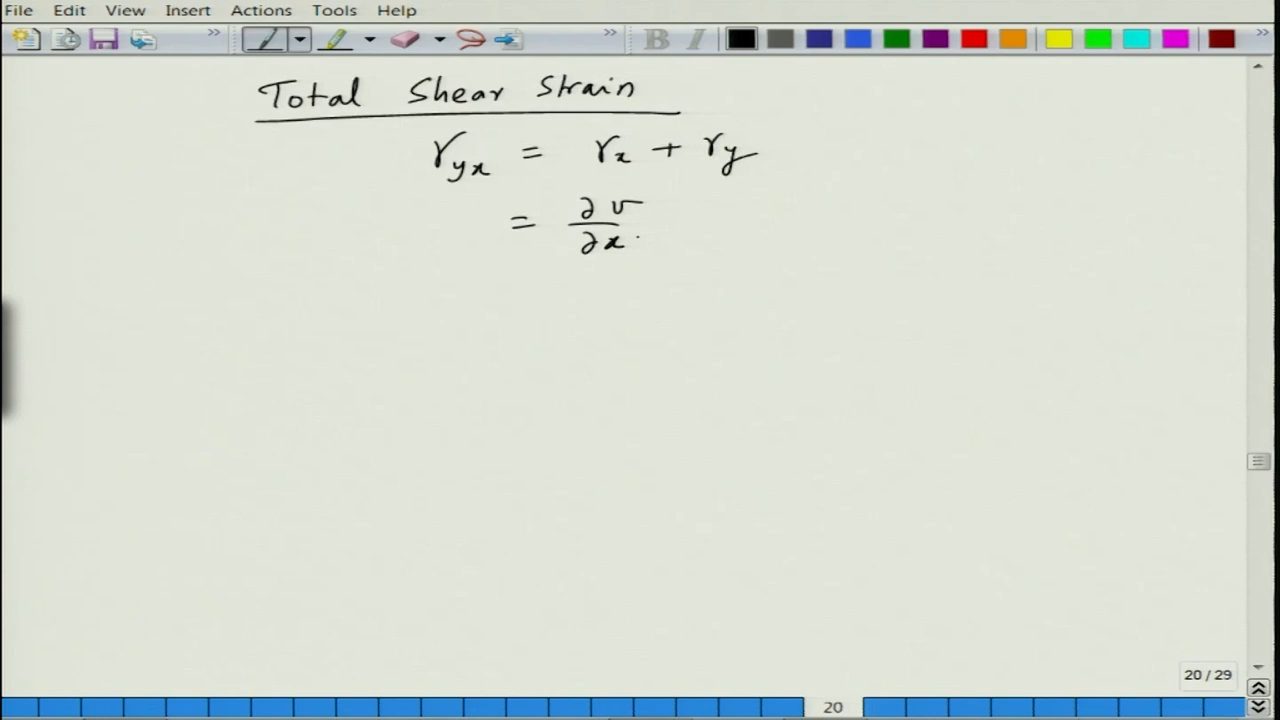 File Edit View Insert Actions Tools Help
B I
Total Shear Strain
γyx = γx + γy
= ∂v/∂x
20 / 29
20